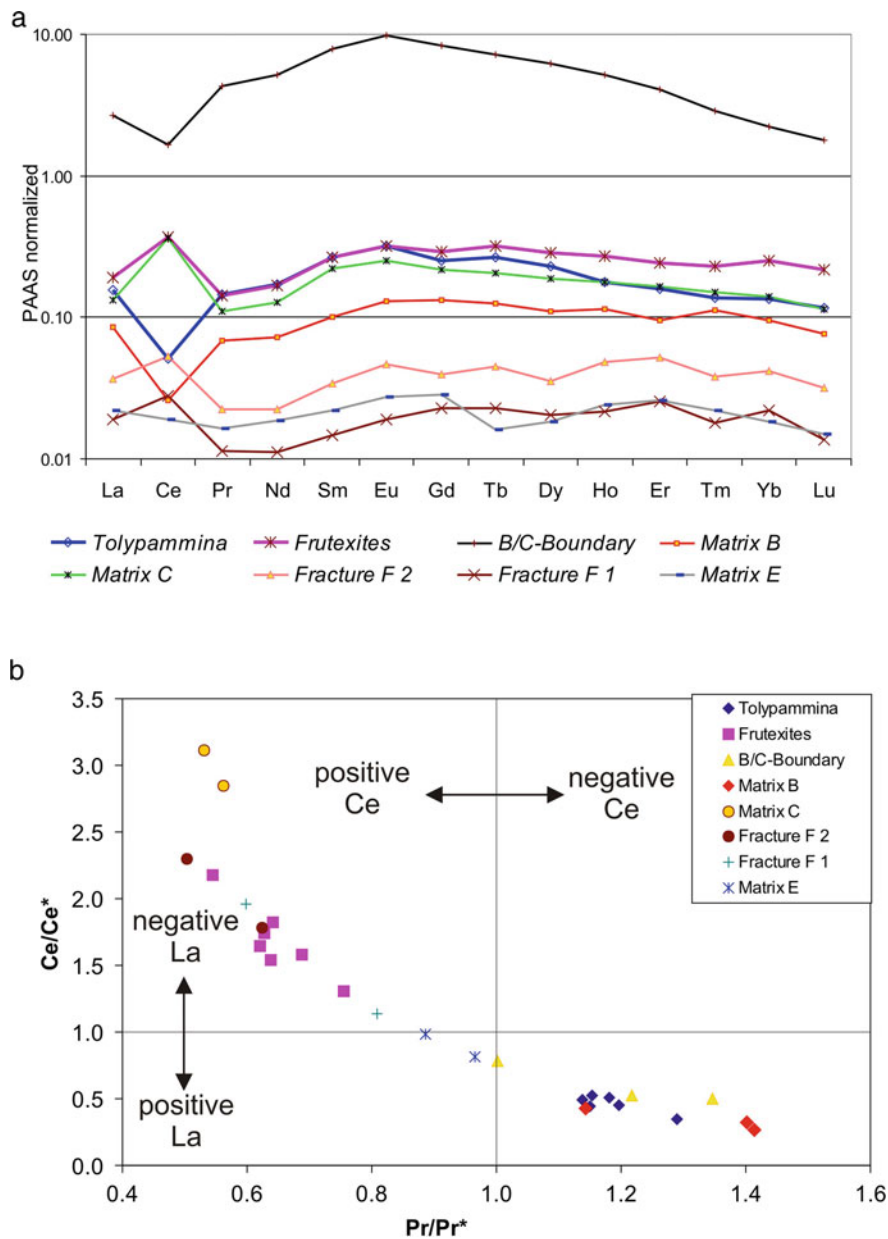 a
10.00
1.00
0.10
0.01
PAAS normalized
La Ce Pr Nd Sm Eu Gd Tb Dy Ho Er Tm Yb Lu
Tolypammina Frutexites B/C-Boundary Matrix B
Matrix C Fracture F 2 Fracture F 1 Matrix E
b
3.5
3.0
2.5
2.0
1.5
1.0
0.5
0.0
Ce/Ce*
positive
Ce
negative
Ce
negative
La
positive
La
Tolypammina
Frutexites
B/C-Boundary
Matrix B
Matrix C
Fracture F 2
Fracture F 1
Matrix E
0.4 0.6 0.8 1.0 1.2 1.4 1.6
Pr/Pr*